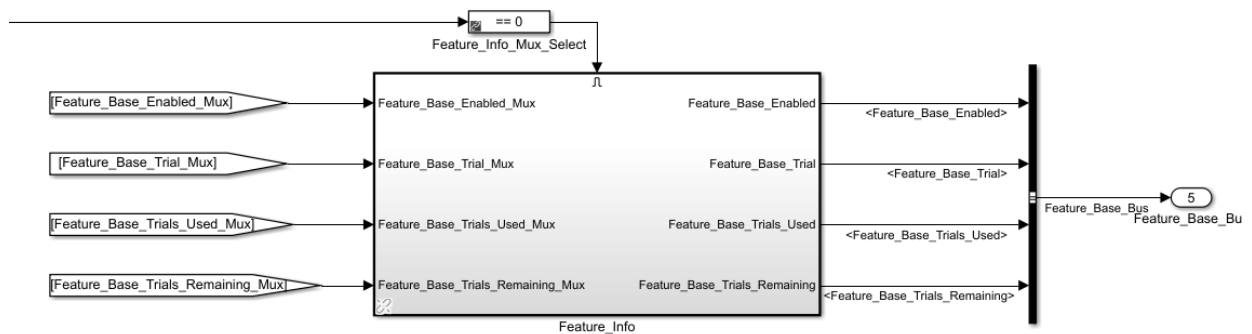 == 0
Feature_Info_Mux_Select
[Feature_Base_Enabled_Mux]
Feature_Base_Enabled_Mux
Feature_Base_Enabled
<Feature_Base_Enabled>
[Feature_Base_Trial_Mux]
Feature_Base_Trial_Mux
Feature_Base_Trial
<Feature_Base_Trial>
5
Feature_Base_Bus
Feature_Base_Bu
[Feature_Base_Trials_Used_Mux]
Feature_Base_Trials_Used_Mux
Feature_Base_Trials_Used
<Feature_Base_Trials_Used>
[Feature_Base_Trials_Remaining_Mux]
Feature_Base_Trials_Remaining_Mux
Feature_Base_Trials_Remaining
<Feature_Base_Trials_Remaining>
Feature_Info